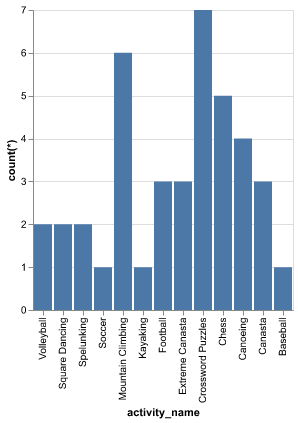 7
6
5
4
3
2
1
0
count(*)
Volleyball
Square Dancing
Spelunking
Soccer
Mountain Climbing
Kayaking
Football
Extreme Canasta
Crossword Puzzles
Chess
Canoeing
Canasta
Baseball
activity_name